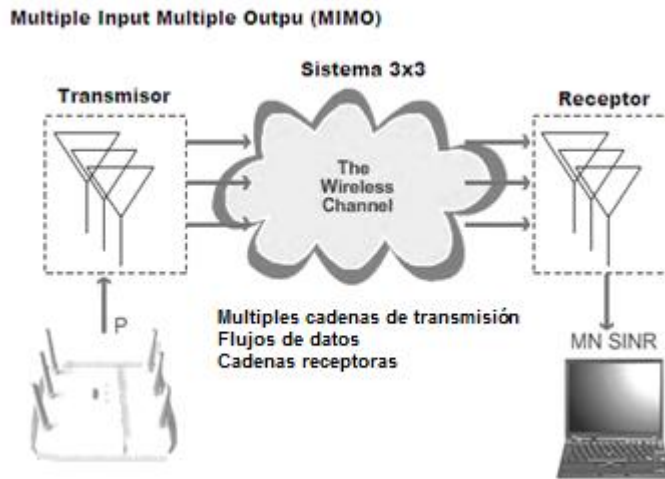 Multiple Input Multiple Outpu (MIMO)
Sistema 3x3
Transmisor
Receptor
The
Wireless
Channel
P
Multiples cadenas de transmisión
Flujos de datos
Cadenas receptoras
MN SINR